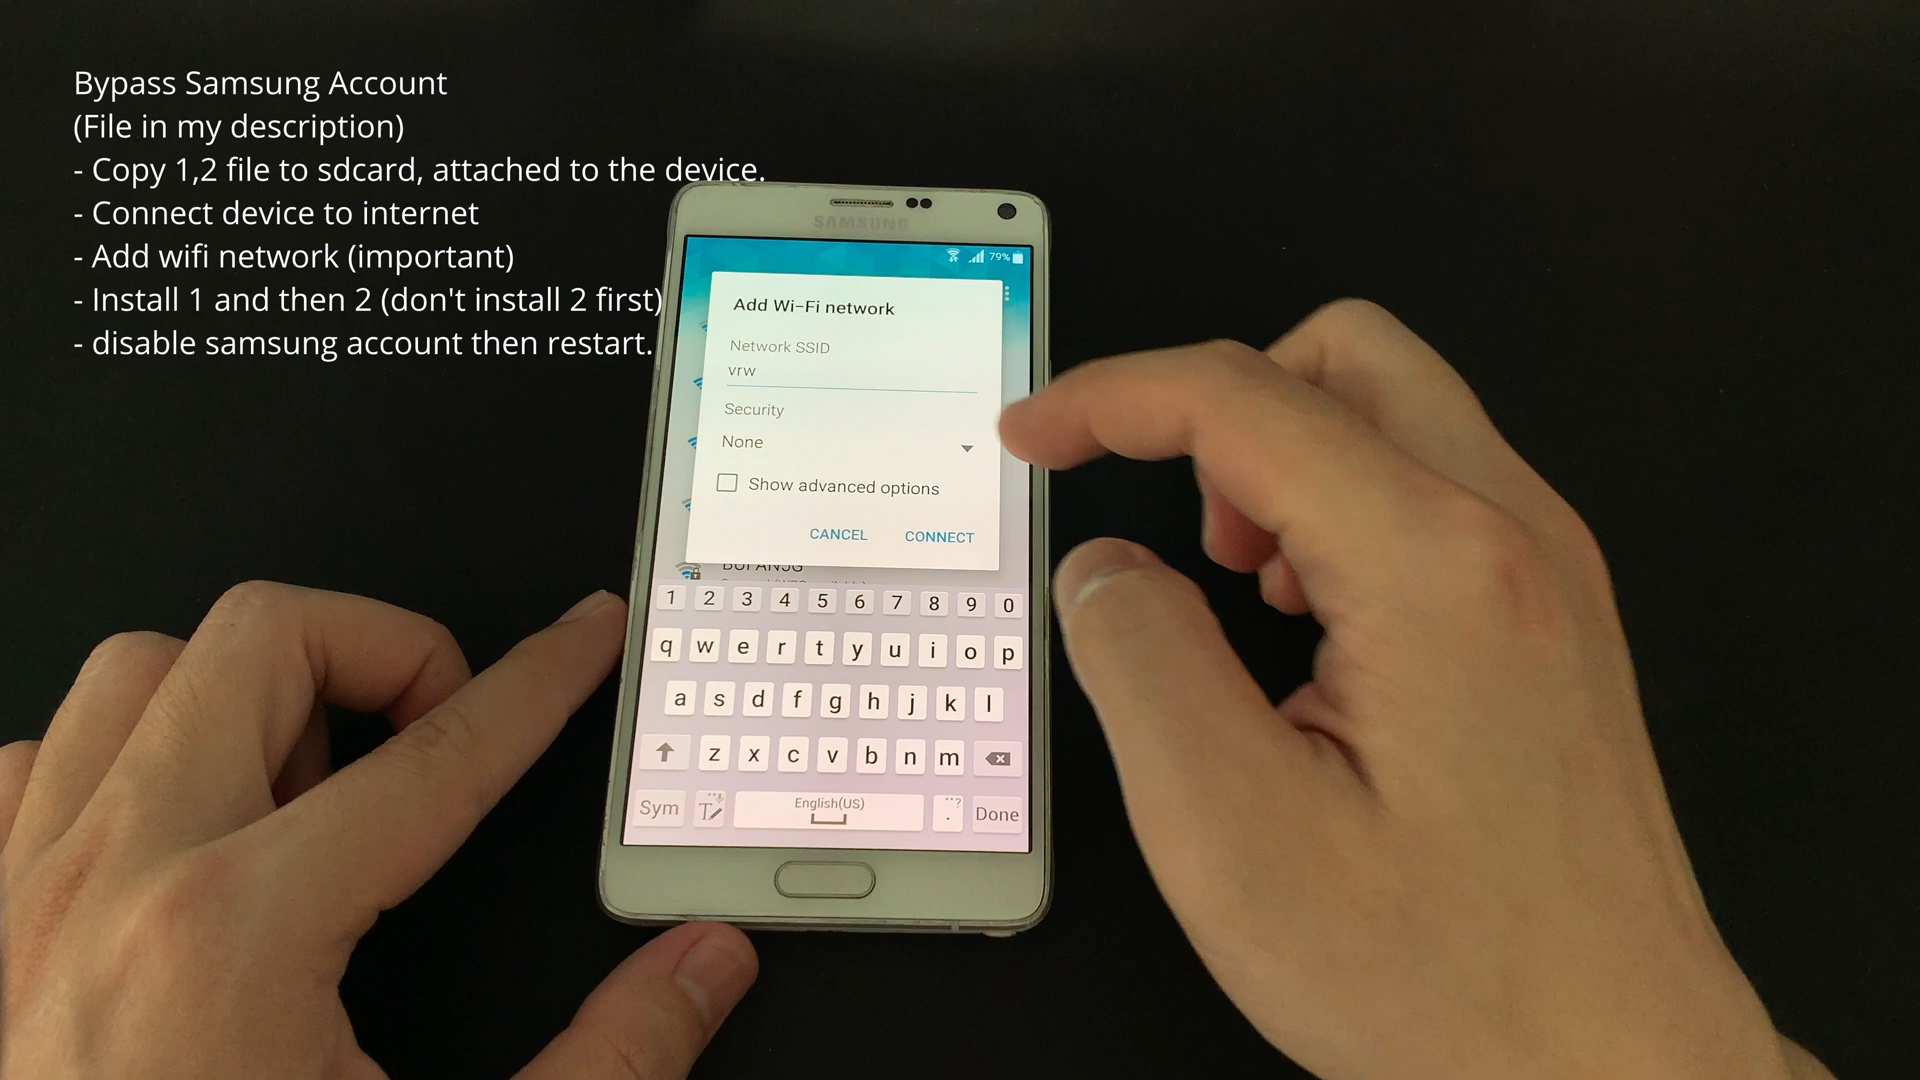 Bypass Samsung Account
(File in my description)
- Copy 1,2 file to sdcard, attached to the device.
- Connect device to internet
- Add wifi network (important)
- Install 1 and then 2 (don't install 2 first)
- disable samsung account then restart.
SAMSUNG
79%
Add Wi-Fi network
Network SSID
vrw
Security
None
Show advanced options
CANCEL CONNECT
1 2 3 4 5 6 7 8 9 0
q w e r t y u i o p
a s d f g h j k l
z x c v b n m
Sym English(US) . Done